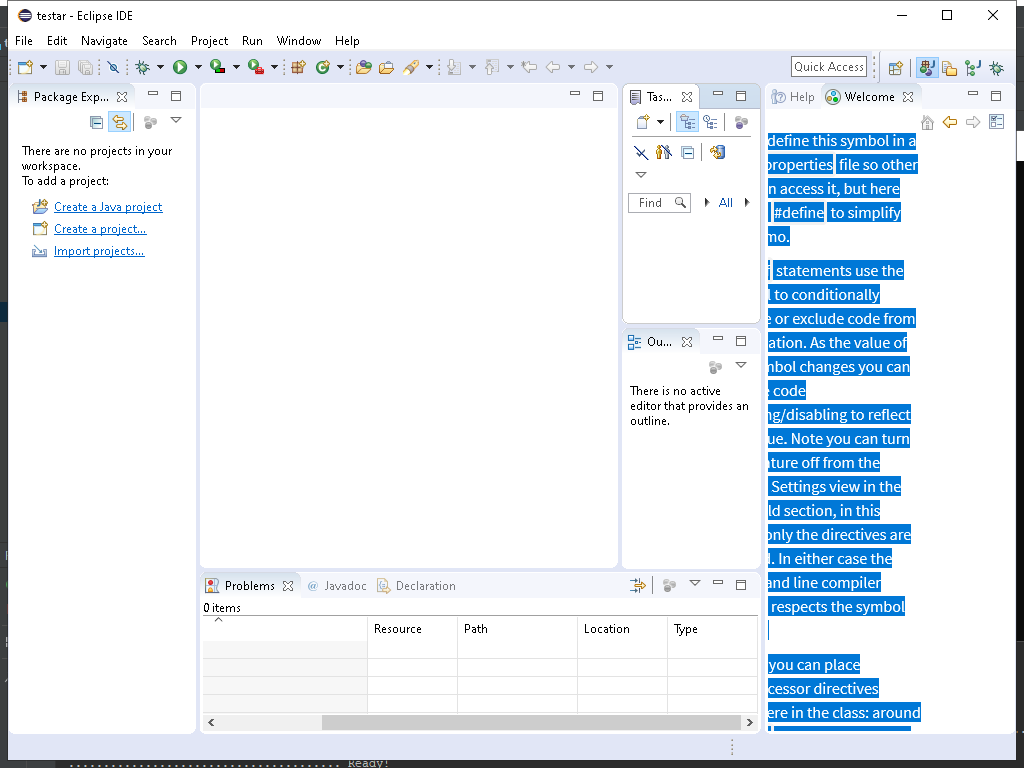 testar - Eclipse IDE
File Edit Navigate Search Project Run Window Help
Quick Access
Package Exp...
There are no projects in your
workspace.
To add a project:
Create a Java project
Create a project...
Import projects...
Tas...
Find
All
Ou...
There is no active
editor that provides an
outline.
Problems @ Javadoc Declaration
0 items
Resource Path Location Type
Help Welcome
define this symbol in a
properties file so other
n access it, but here
#define to simplify
mo.
statements use the
to conditionally
e or exclude code from
ation. As the value of
nbol changes you can
code
ng/disabling to reflect
ue. Note you can turn
ature off from the
Settings view in the
ld section, in this
only the directives are
. In either case the
and line compiler
respects the symbol
you can place
cessor directives
ere in the class: around
Ready!